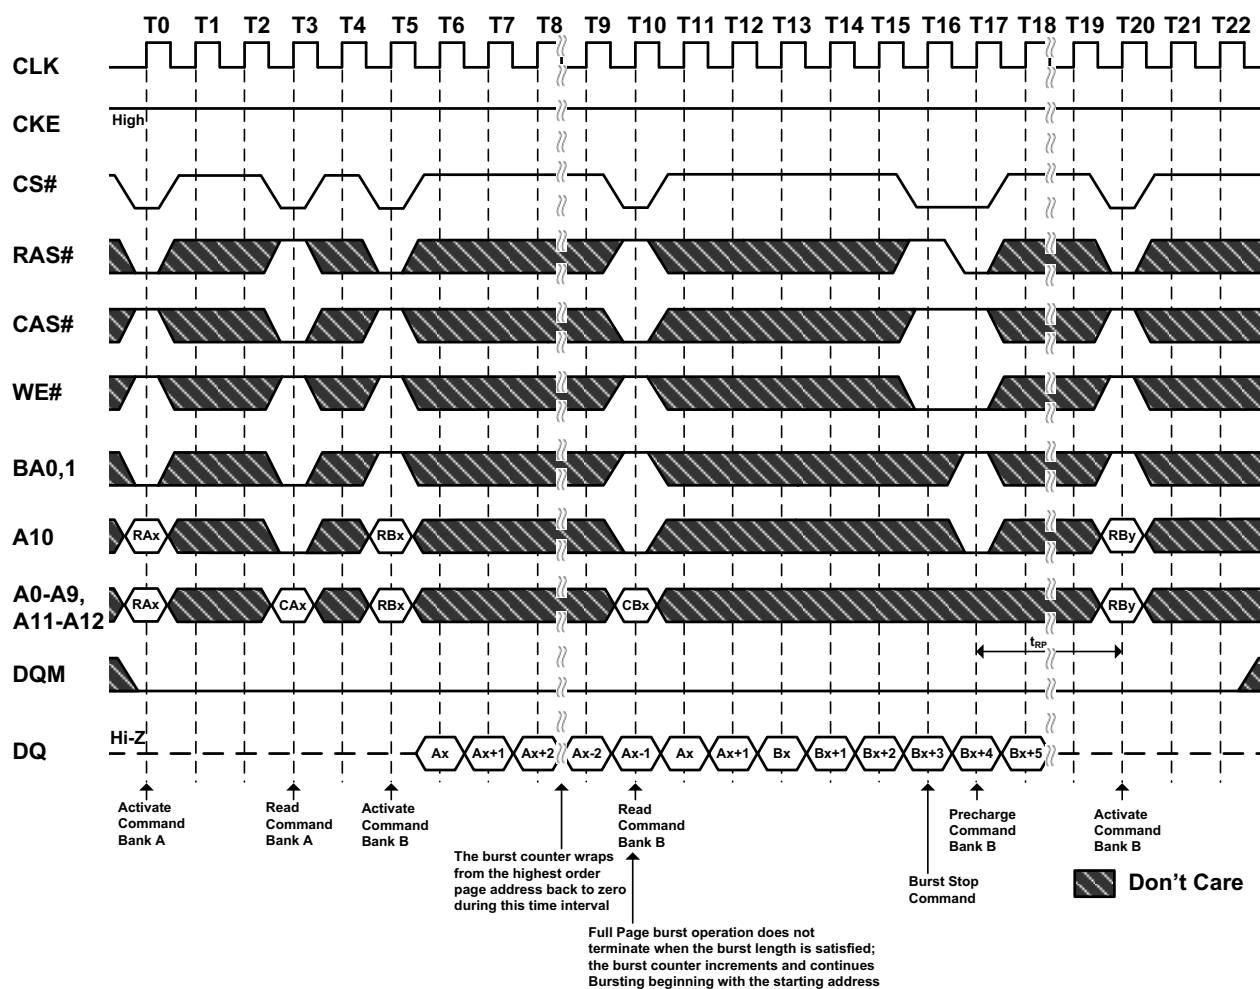 T0 T1 T2 T3 T4 T5 T6 T7 T8 T9 T10 T11 T12 T13 T14 T15 T16 T17 T18 T19 T20 T21 T22
CLK
CKE
High
CS#
RAS#
CAS#
WE#
BA0,1
A10
RAx RBx RBy
A0-A9,
A11-A12
RAx CAx RBx CBx RBy
tRP
DQM
DQ
Hi-Z
Ax Ax+1 Ax+2 Ax-2 Ax-1 Ax Ax+1 Bx Bx+1 Bx+2 Bx+3 Bx+4 Bx+5
Activate
Command
Bank A
Read
Command
Bank A
Activate
Command
Bank B
The burst counter wraps
from the highest order
page address back to zero
during this time interval
Read
Command
Bank B
Full Page burst operation does not
terminate when the burst length is satisfied;
the burst counter increments and continues
Bursting beginning with the starting address
Burst Stop
Command
Precharge
Command
Bank B
Activate
Command
Bank B
Don't Care